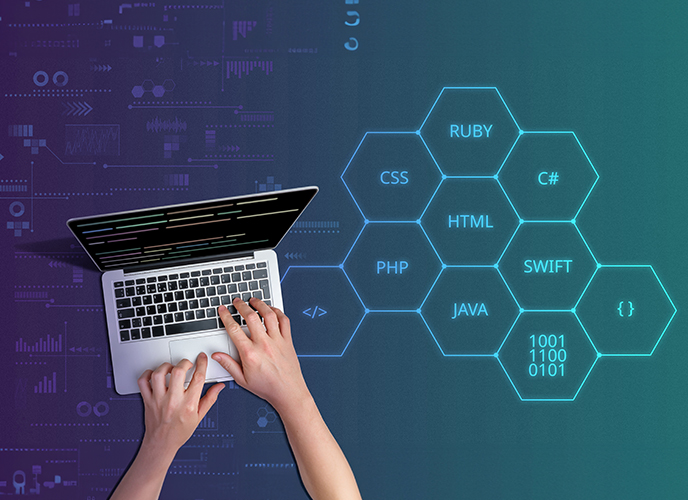 RUBY
CSS
C#
HTML
PHP
SWIFT
JAVA
</>
{}
1001
1100
0101